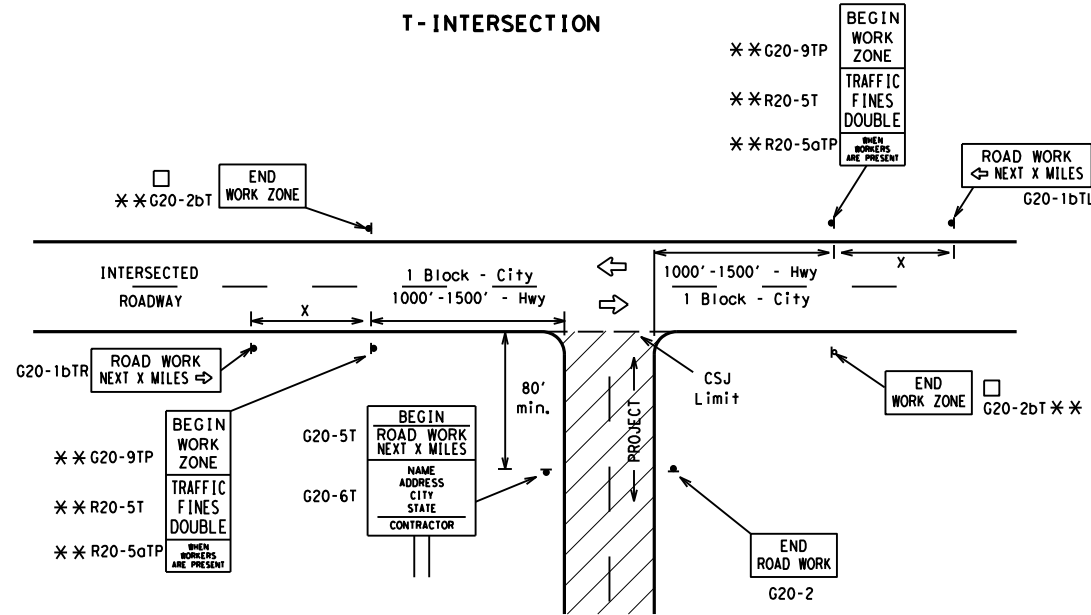 T-INTERSECTION
**G20-9TP
BEGIN
WORK
ZONE
**R20-5T
TRAFFIC
FINES
DOUBLE
**R20-5aTP
WHEN
WORKERS
ARE PRESENT
ROAD WORK
⇦ NEXT X MILES
G20-1bTL
□
**G20-2bT
END
WORK ZONE
INTERSECTED
ROADWAY
1 Block - City
1000'-1500' - Hwy
X
⇦
⇨
1000'-1500' - Hwy
1 Block - City
X
G20-1bTR
ROAD WORK
NEXT X MILES ⇨
**G20-9TP
BEGIN
WORK
ZONE
**R20-5T
TRAFFIC
FINES
DOUBLE
**R20-5aTP
WHEN
WORKERS
ARE PRESENT
G20-5T
BEGIN
ROAD WORK
NEXT X MILES
G20-6T
NAME
ADDRESS
CITY
STATE
CONTRACTOR
80'
min.
PROJECT
CSJ
Limit
END
WORK ZONE
□
G20-2bT **
END
ROAD WORK
G20-2